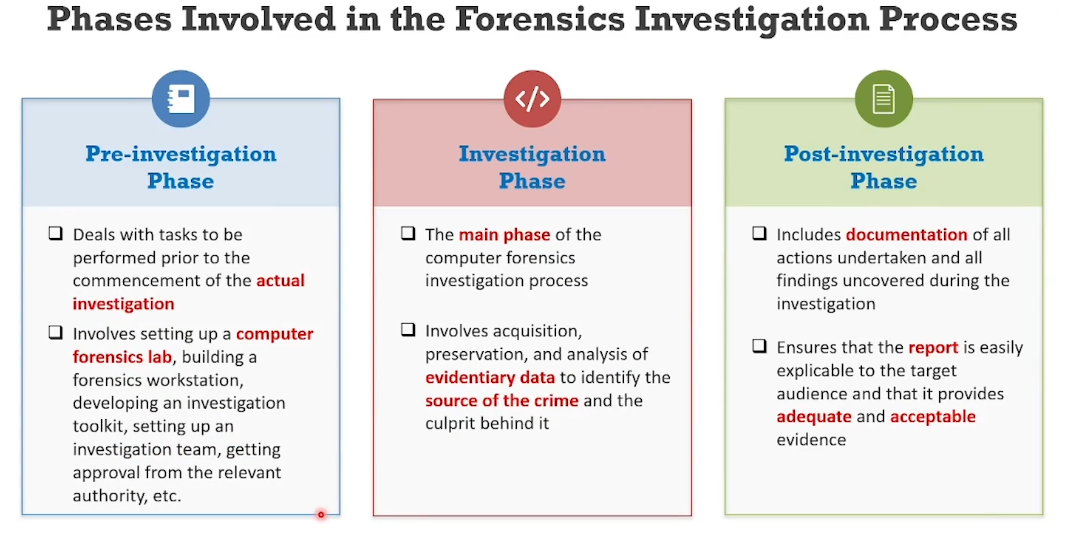 Phases Involved in the Forensics Investigation Process
Pre-investigation
Phase
Deals with tasks to be
performed prior to the
commencement of the actual
investigation
Involves setting up a computer
forensics lab, building a
forensics workstation,
developing an investigation
toolkit, setting up an
investigation team, getting
approval from the relevant
authority, etc.
Investigation
Phase
The main phase of the
computer forensics
investigation process
Involves acquisition,
preservation, and analysis of
evidentiary data to identify the
source of the crime and the
culprit behind it
Post-investigation
Phase
Includes documentation of all
actions undertaken and all
findings uncovered during the
investigation
Ensures that the report is easily
explicable to the target
audience and that it provides
adequate and acceptable
evidence